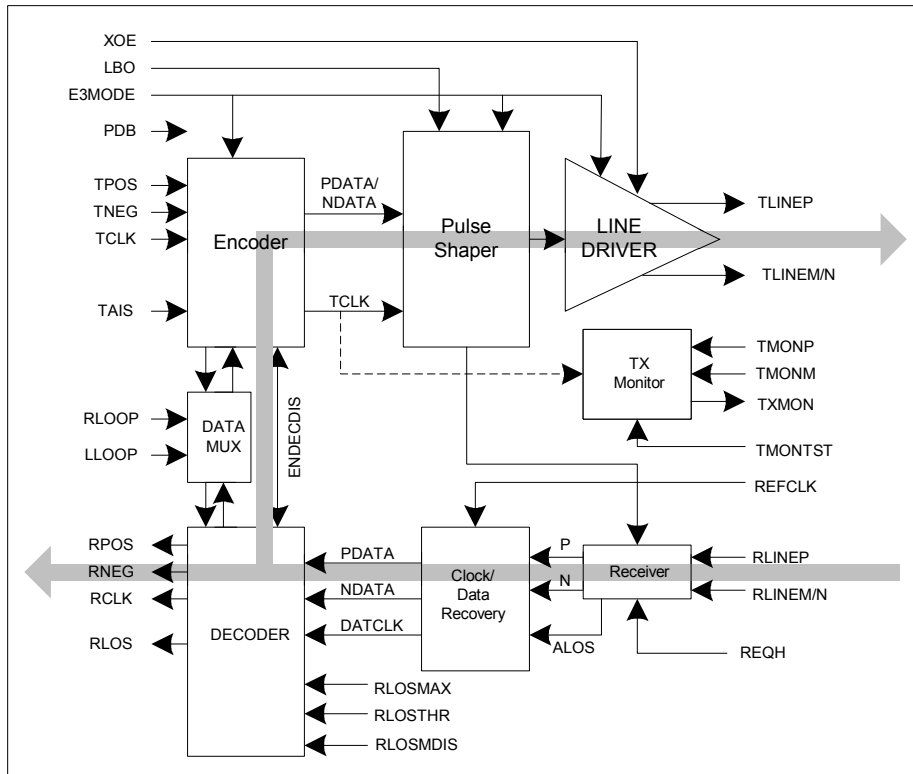 XOE
LBO
E3MODE
PDB
TPOS
TNEG
TCLK
TAIS
RLOOP
LLOOP
Encoder
PDATA/
NDATA
TCLK
Pulse
Shaper
LINE
DRIVER
TLINEP
TLINEM/N
TX
Monitor
TMONP
TMONM
TXMON
TMONTST
DATA
MUX
ENDECDIS
REFCLK
RPOS
RNEG
RCLK
RLOS
DECODER
PDATA
NDATA
DATCLK
RLOSMAX
RLOSTHR
RLOSMDIS
Clock/
Data
Recovery
P
N
ALOS
Receiver
RLINEP
RLINEM/N
REQH